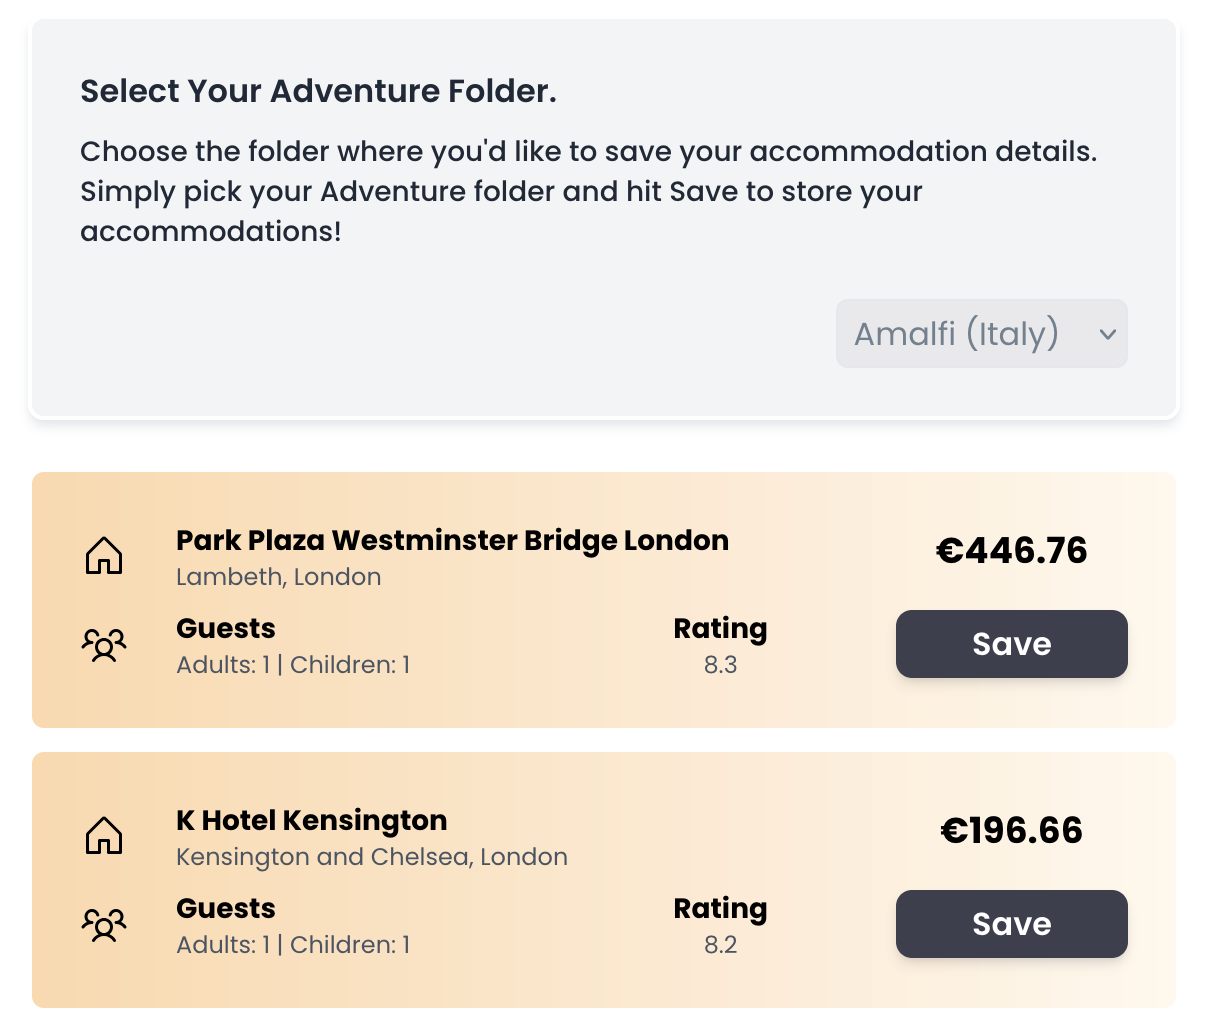 Select Your Adventure Folder.
Choose the folder where you'd like to save your accommodation details.
Simply pick your Adventure folder and hit Save to store your
accommodations!
Amalfi (Italy)
Park Plaza Westminster Bridge London
Lambeth, London
€446.76
Guests
Adults: 1 | Children: 1
Rating
8.3
Save
K Hotel Kensington
Kensington and Chelsea, London
€196.66
Guests
Adults: 1 | Children: 1
Rating
8.2
Save